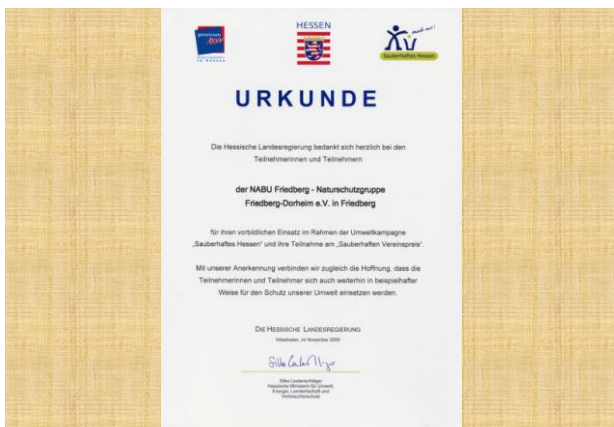 gemeinsam
HESSEN
mach mit!
Sauberhaftes Hessen
URKUNDE
Die Hessische Landesregierung bedankt sich herzlich bei den
Teilnehmerinnen und Teilnehmern
der NABU Friedberg - Naturschutzgruppe
Friedberg-Dorheim e.V. in Friedberg
für ihren vorbildlichen Einsatz im Rahmen der Umweltkampagne
„Sauberhaftes Hessen“ und ihre Teilnahme am „Sauberhaften Vereinspreis“.
Mit unserer Anerkennung verbinden wir zugleich die Hoffnung, dass die
Teilnehmerinnen und Teilnehmer sich auch weiterhin in beispielhafter
Weise für den Schutz unserer Umwelt einsetzen werden.
DIE HESSISCHE LANDESREGIERUNG
Wiesbaden, im November 2009
Silke Lautenschläger
Hessische Ministerin für Umwelt,
Energie, Landwirtschaft und
Verbraucherschutz